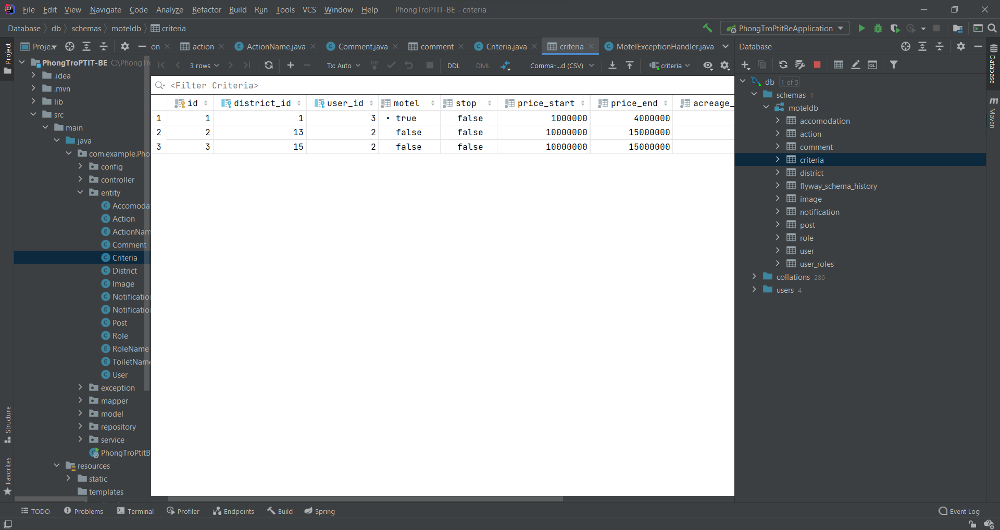 File Edit View Navigate Code Analyze Refactor Build Run Tools VCS Window Help PhongTroPTIT-BE - criteria
Database db schemas moteldb criteria PhongTroPtitBeApplication
Proje... on action ActionName.java Comment.java comment Criteria.java criteria MotelExceptionHandler.java Database
3 rows Tx: Auto DB DDL DML Comma-...d (CSV) criteria QL
<Filter Criteria>
id district_id user_id motel stop price_start price_end acreage_
1 1 1 3 true false 1000000 4000000
2 2 13 2 false false 10000000 15000000
3 3 15 2 false false 10000000 15000000
Project
PhongTroPTIT-BE C:\PhongTro
.idea
.mvn
lib
src
main
java
com.example.Pho
config
controller
entity
Accomoda
Action
ActionNam
Comment
Criteria
District
Image
Notificatio
Notificatio
Post
Role
RoleName
ToiletName
User
exception
mapper
model
repository
service
PhongTroPtitB
resources
static
templates
Structure
Favorites
db 1 of 5
schemas 1
moteldb
accomodation
action
comment
criteria
district
flyway_schema_history
image
notification
post
role
user
user_roles
collations 286
users 4
Database
Maven
TODO Problems Terminal Profiler Endpoints Build Spring Event Log